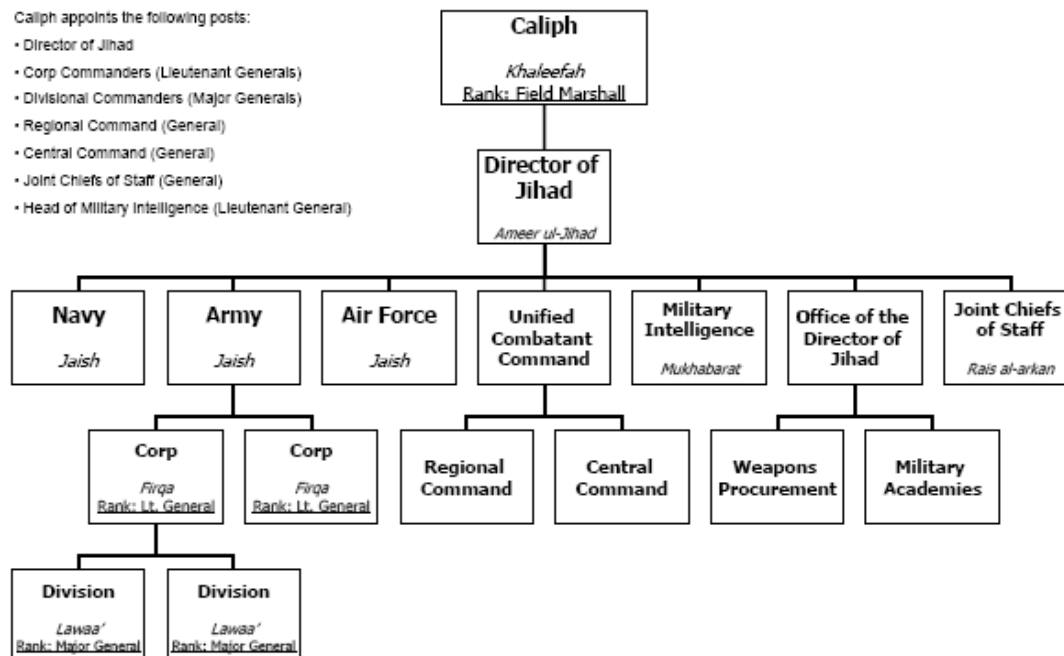 Caliph appoints the following posts:
• Director of Jihad
• Corp Commanders (Lieutenant Generals)
• Divisional Commanders (Major Generals)
• Regional Command (General)
• Central Command (General)
• Joint Chiefs of Staff (General)
• Head of Military Intelligence (Lieutenant General)
Caliph
Khaleefah
Rank: Field Marshall
Director of
Jihad
Ameer ul-Jihad
Navy
Jaish
Army
Jaish
Air Force
Jaish
Unified
Combatant
Command
Military
Intelligence
Mukhabarat
Office of the
Director of
Jihad
Joint Chiefs
of Staff
Rais al-arkan
Corp
Firqa
Rank: Lt. General
Corp
Firqa
Rank: Lt. General
Regional
Command
Central
Command
Weapons
Procurement
Military
Academies
Division
Lawaa'
Rank: Major General
Division
Lawaa'
Rank: Major General